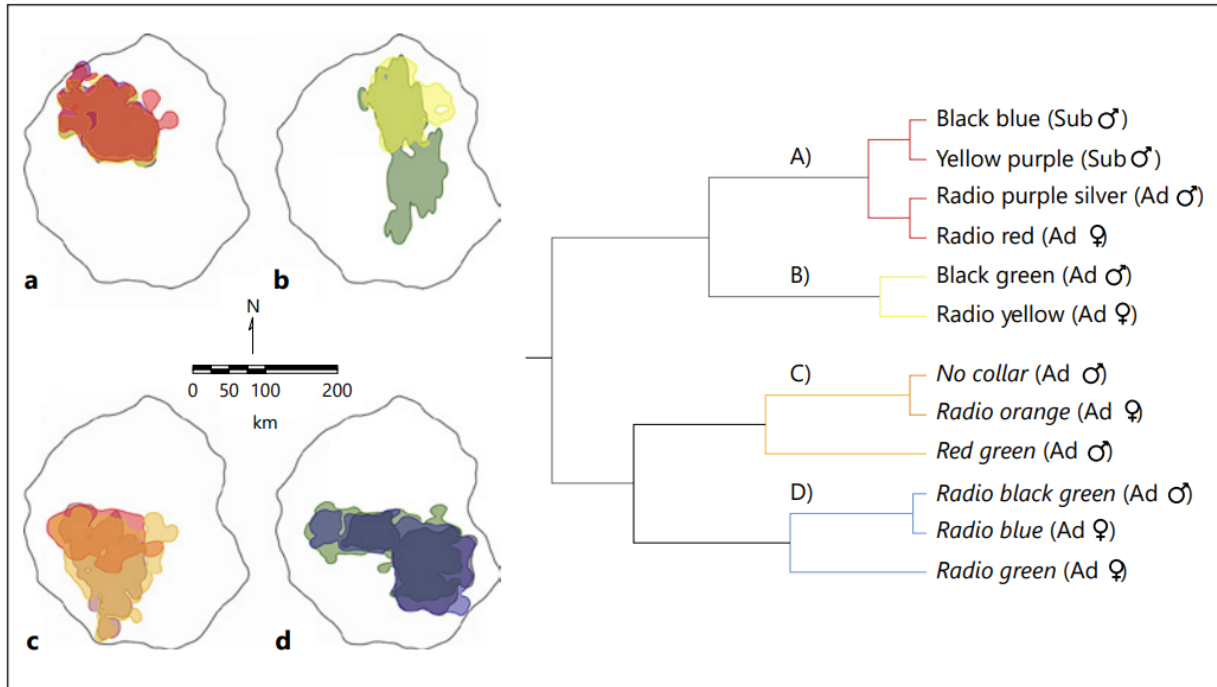 a
b
N
0 50 100 200
km
c
d
A)
Black blue (Sub ♂)
Yellow purple (Sub ♂)
Radio purple silver (Ad ♂)
Radio red (Ad ♀)
B)
Black green (Ad ♂)
Radio yellow (Ad ♀)
C)
No collar (Ad ♂)
Radio orange (Ad ♀)
Red green (Ad ♂)
D)
Radio black green (Ad ♂)
Radio blue (Ad ♀)
Radio green (Ad ♀)